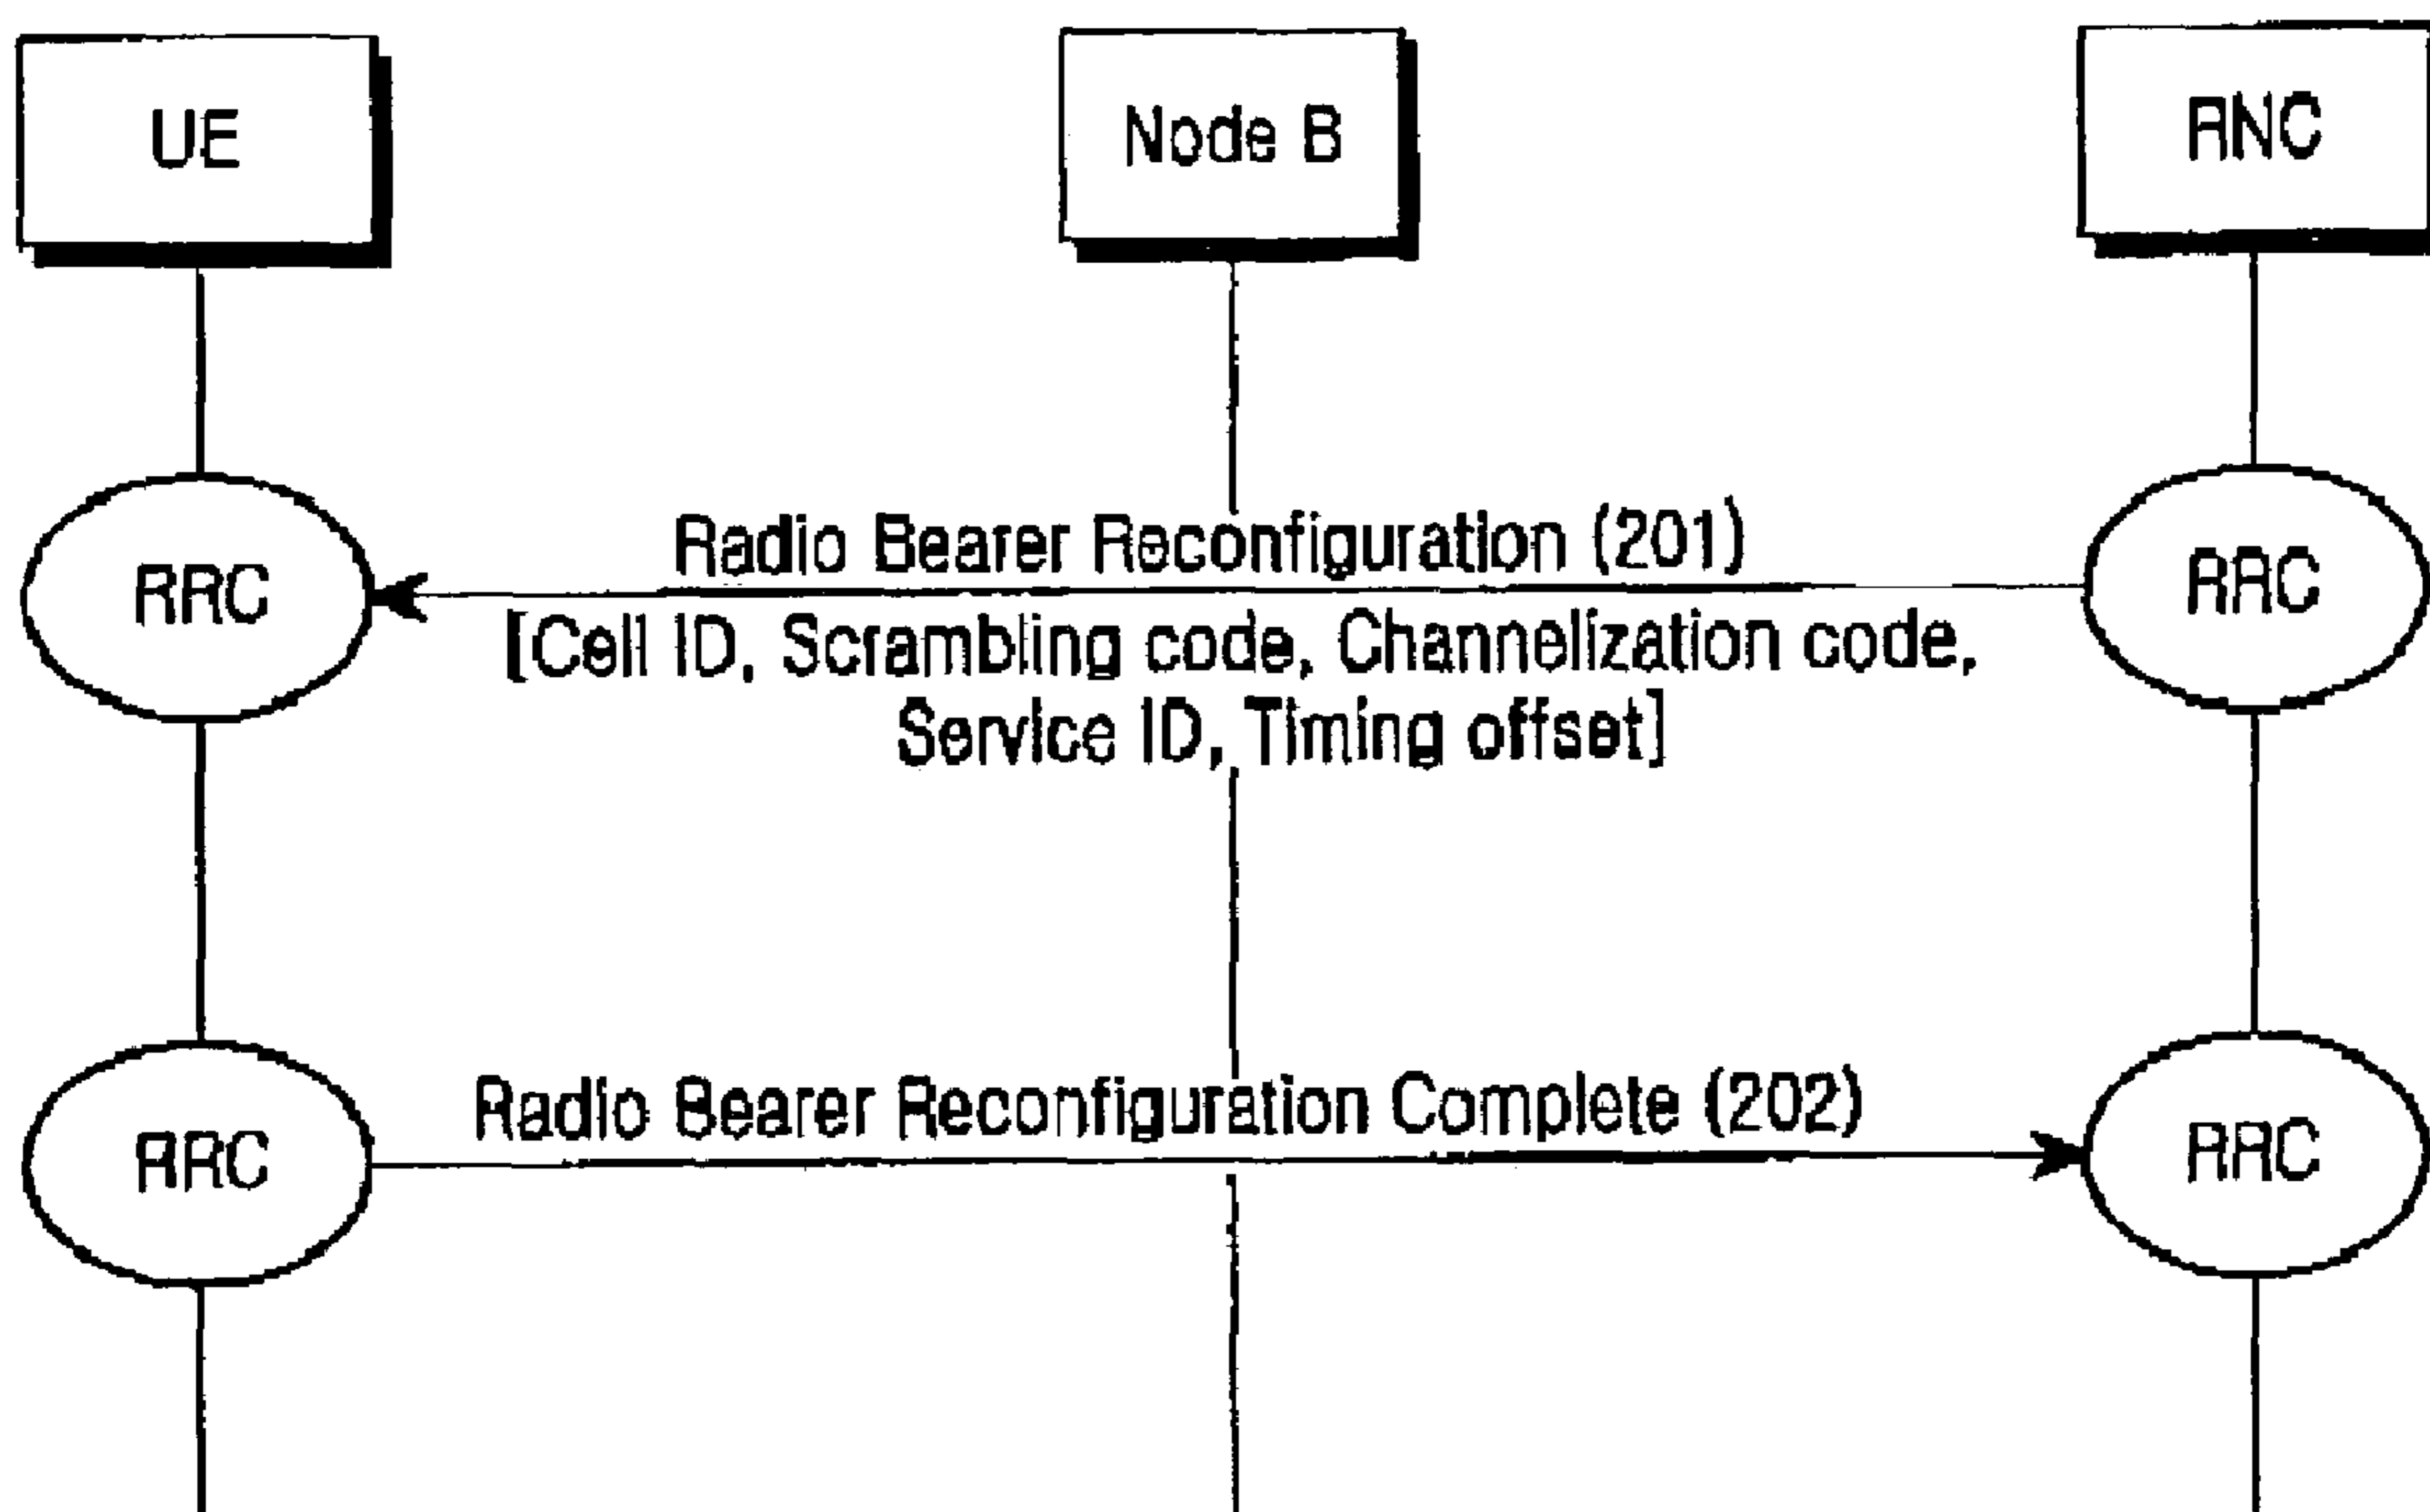 UE
Node B
RNC
Radio Bearer Reconfiguration (201)
RRC
RRC
[Cell ID, Scrambling code, Channelization code,
Service ID, Timing offset]
Radio Bearer Reconfiguration Complete (202)
RRC
RRC